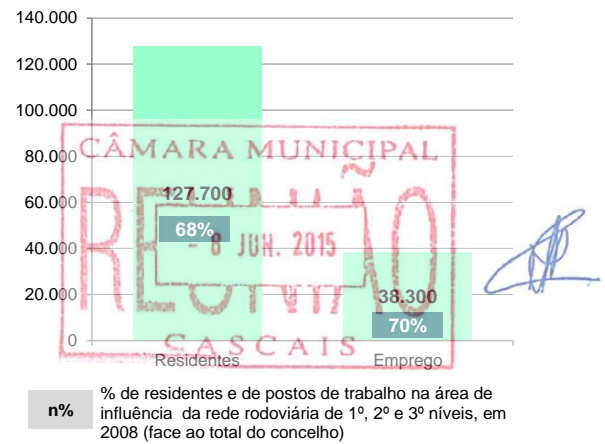 140.000
120.000
100.000
80.000
60.000
40.000
20.000
0
127.700
68%
38.300
70%
Residentes
Emprego
CÂMARA MUNICIPAL
REUNIÃO
- 8 JUN. 2015
CASCAIS
n%
% de residentes e de postos de trabalho na área de
influência da rede rodoviária de 1º, 2º e 3º níveis, em
2008 (face ao total do concelho)